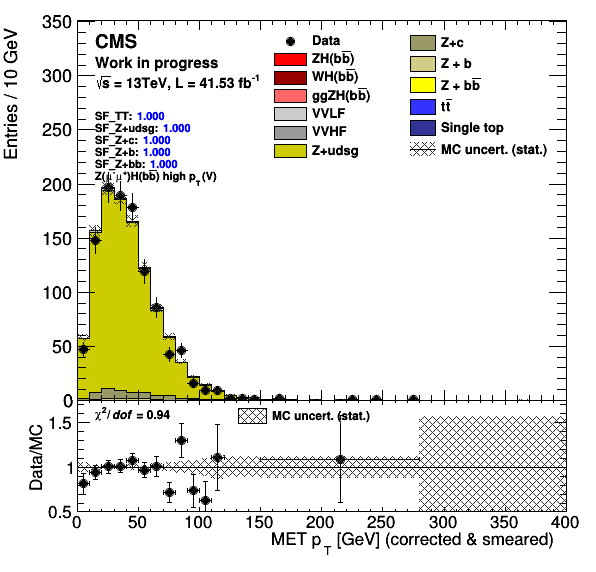 CMS
Work in progress
√s = 13TeV, L = 41.53 fb⁻¹
SF_TT: 1.000
SF_Z+udsg: 1.000
SF_Z+c: 1.000
SF_Z+b: 1.000
SF_Z+bb: 1.000
Z(μ⁻μ⁺)H(bb̅) high p_T(V)
Data
ZH(bb̅)
WH(bb̅)
ggZH(bb̅)
VVLF
VVHF
Z+udsg
Z+c
Z + b
Z + bb̅
tt̅
Single top
MC uncert. (stat.)
Entries / 10 GeV
350
300
250
200
150
100
50
0
χ²/dof = 0.94
MC uncert. (stat.)
Data/MC
1.5
1
0.5
0 50 100 150 200 250 300 350 400
MET p_T [GeV] (corrected & smeared)